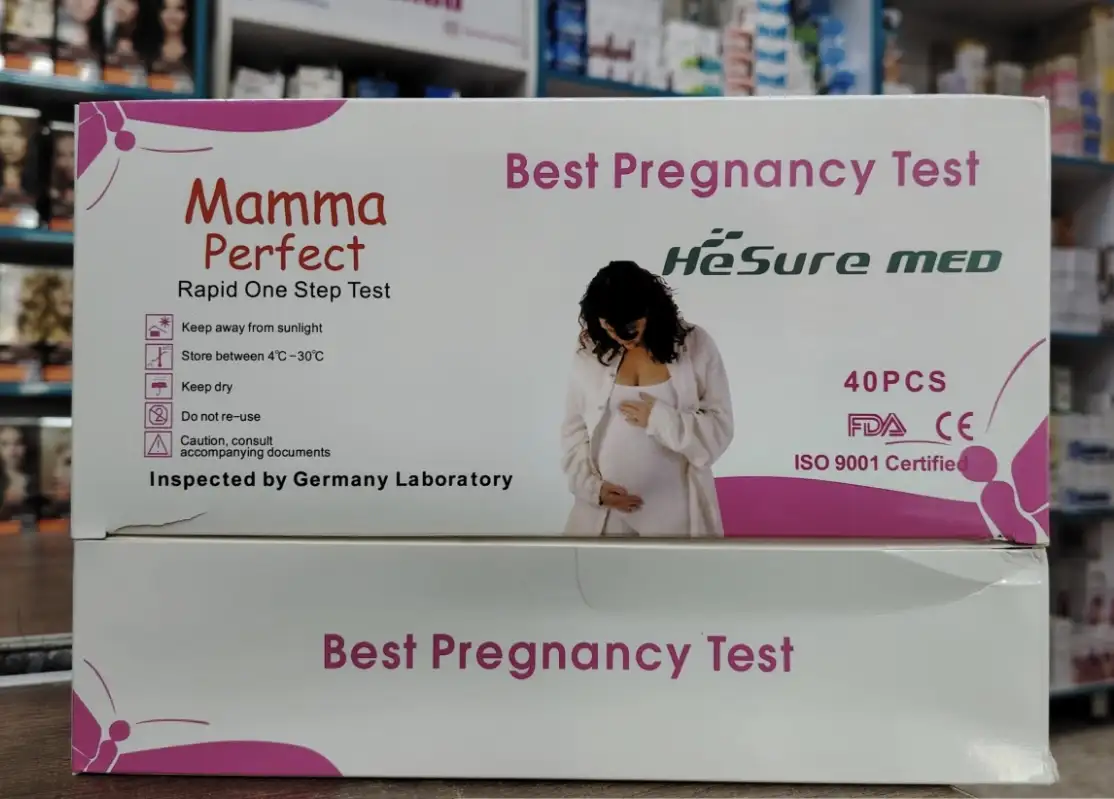 Mamma
Perfect
Rapid One Step Test
Keep away from sunlight
Store between 4℃-30℃
Keep dry
Do not re-use
Caution, consult
accompanying documents
Inspected by Germany Laboratory
Best Pregnancy Test
HeSure MED
40PCS
FDA CE
ISO 9001 Certified
Best Pregnancy Test